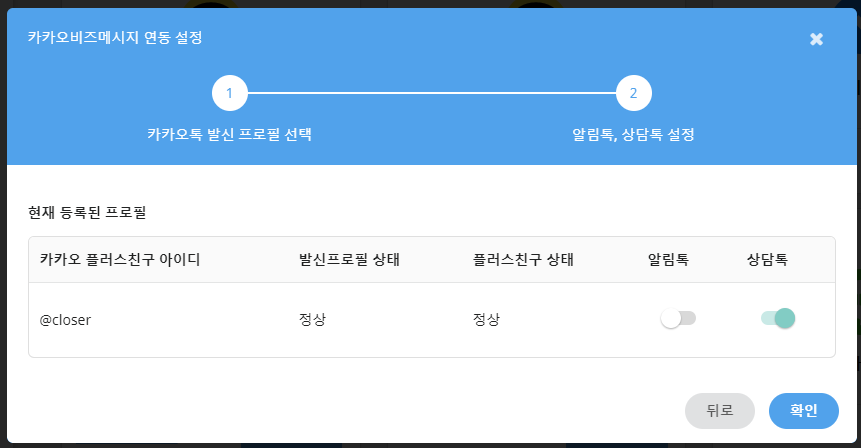 카카오비즈메시지 연동 설정
1
2
카카오톡 발신 프로필 선택
알림톡, 상담톡 설정
현재 등록된 프로필
카카오 플러스친구 아이디 발신프로필 상태 플러스친구 상태 알림톡 상담톡
@closer 정상 정상
뒤로 확인